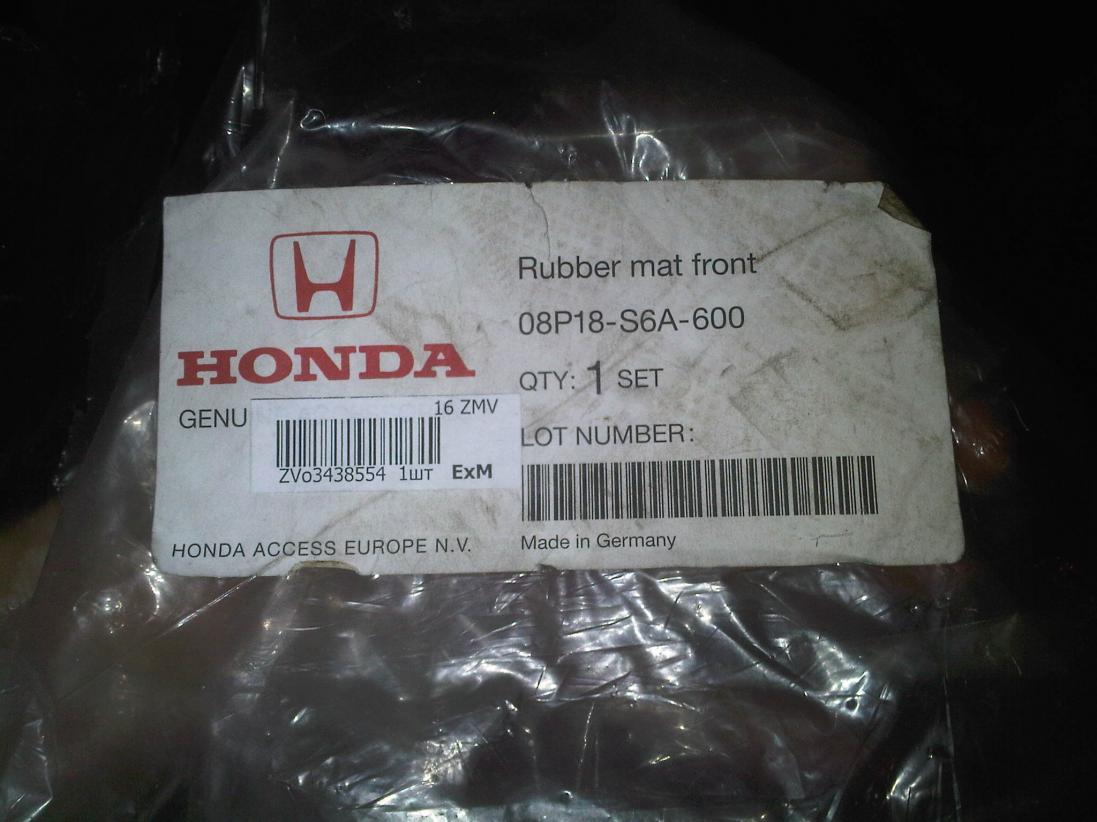 HONDA
GENU
16 ZMV
ZVo3438554 1шт ExM
HONDA ACCESS EUROPE N.V.
Rubber mat front
08P18-S6A-600
QTY: 1 SET
LOT NUMBER:
Made in Germany